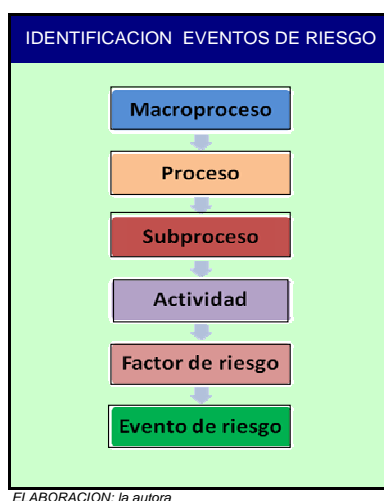 IDENTIFICACION EVENTOS DE RIESGO
Macroproceso
Proceso
Subproceso
Actividad
Factor de riesgo
Evento de riesgo
ELABORACION: la autora